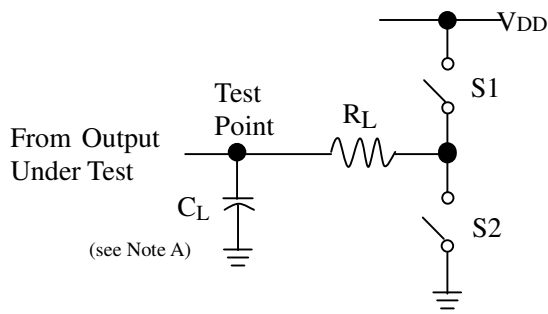 VDD
S1
Test
Point
RL
From Output
Under Test
CL
S2
(see Note A)